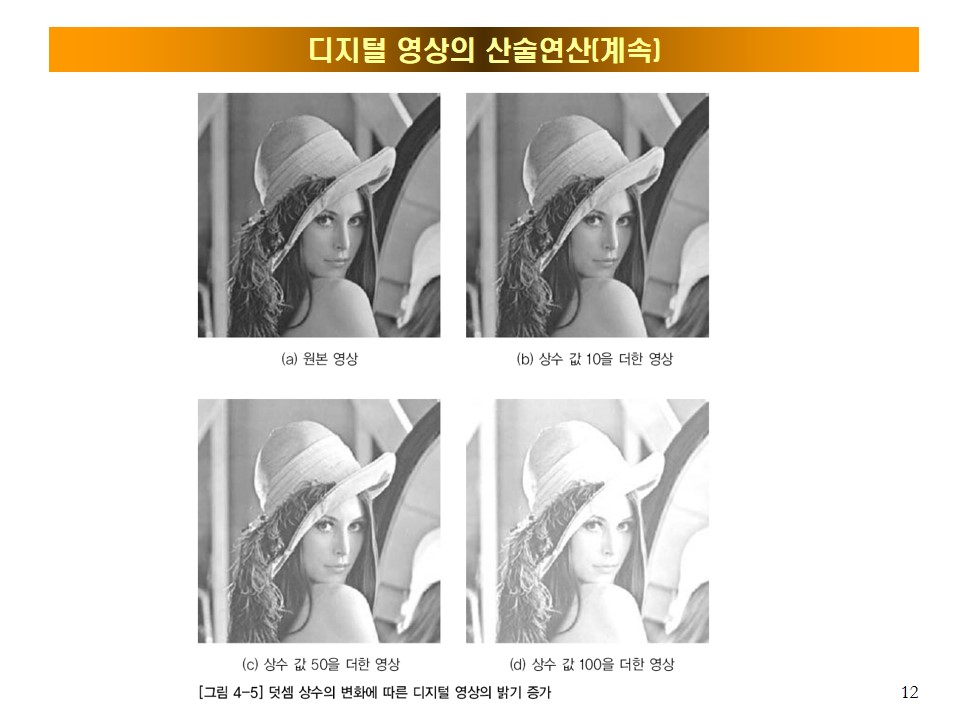 디지털 영상의 산술연산(계속)
(a) 원본 영상
(b) 상수 값 10을 더한 영상
(c) 상수 값 50을 더한 영상
(d) 상수 값 100을 더한 영상
[그림 4-5] 덧셈 상수의 변화에 따른 디지털 영상의 밝기 증가
12